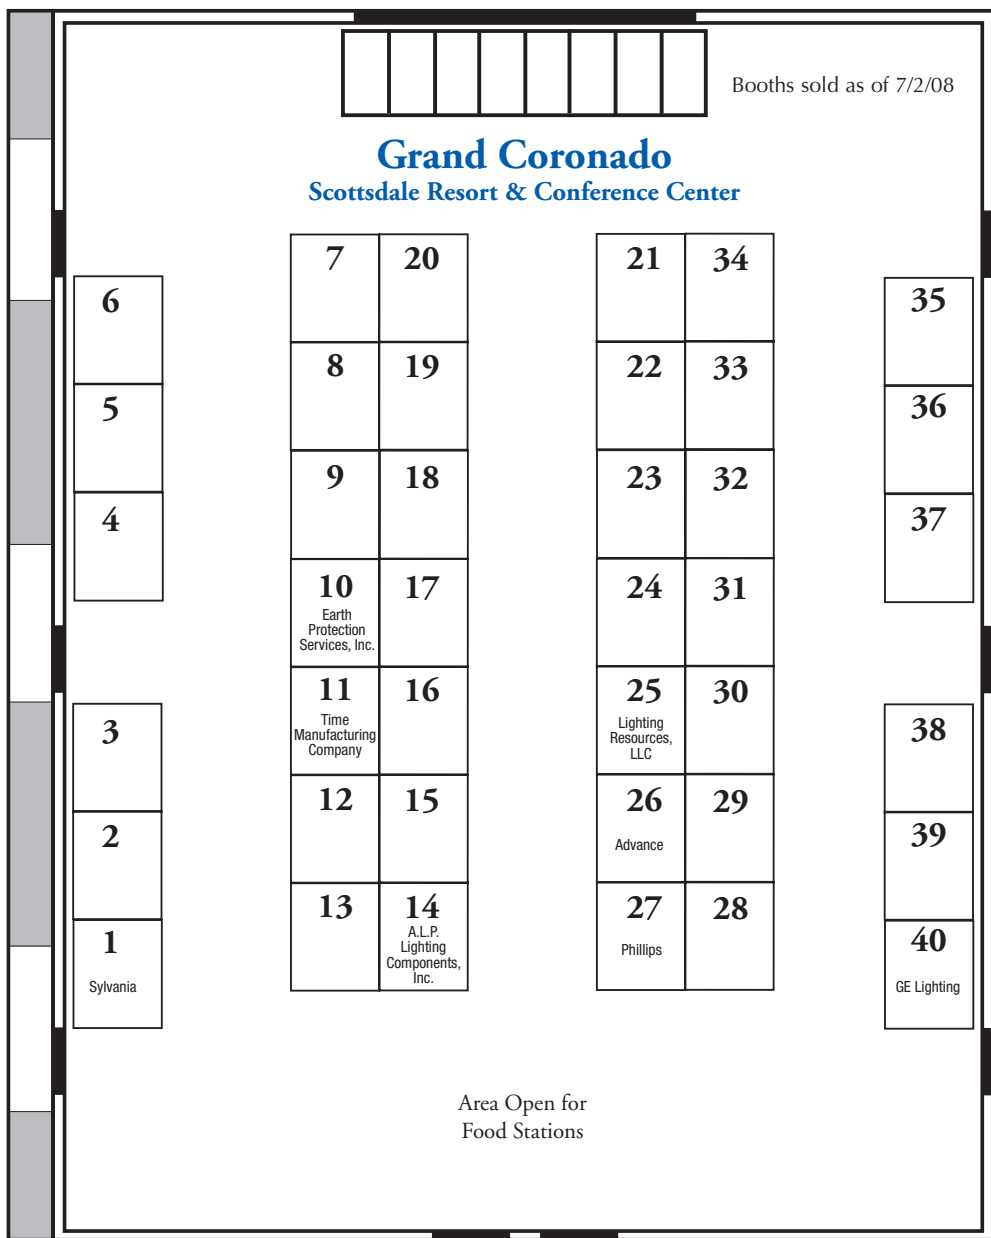 Booths sold as of 7/2/08
Grand Coronado
Scottsdale Resort & Conference Center
7
20
21
34
6
35
8
19
22
33
5
36
9
18
23
32
4
37
10
Earth
Protection
Services, Inc.
17
24
31
11
Time
Manufacturing
Company
16
25
Lighting
Resources,
LLC
30
3
38
12
15
26
Advance
29
2
39
13
14
A.L.P.
Lighting
Components,
Inc.
27
Phillips
28
1
Sylvania
40
GE Lighting
Area Open for
Food Stations